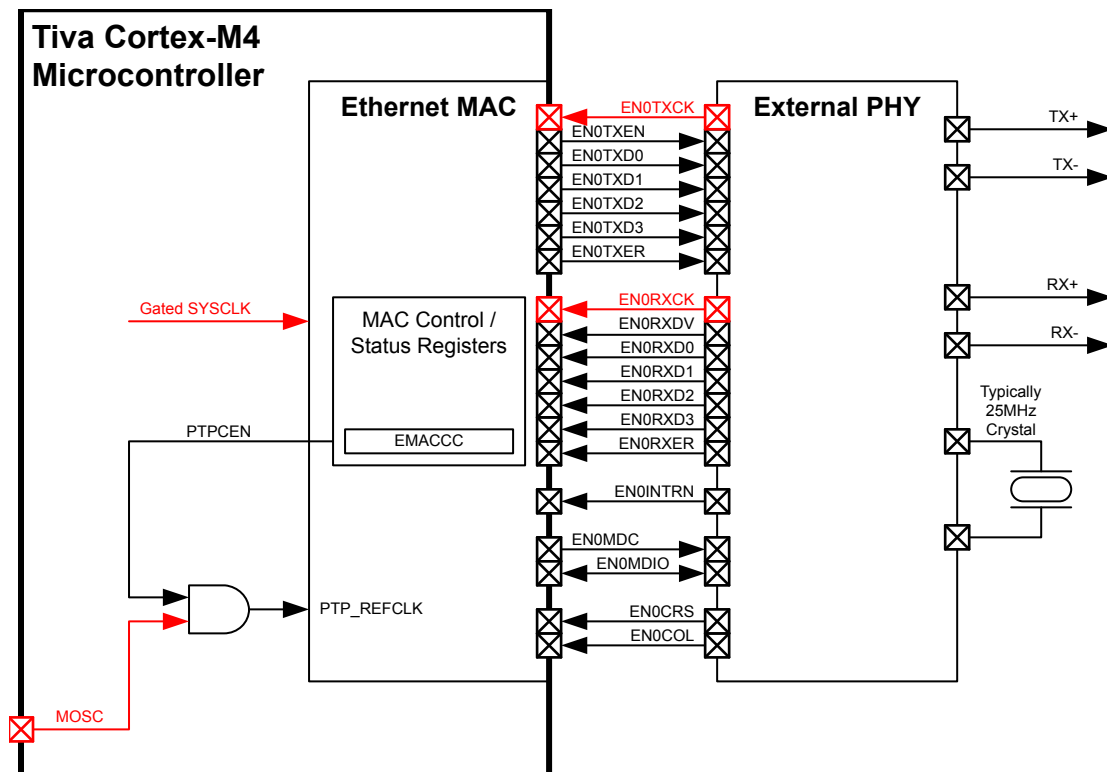 Tiva Cortex-M4
Microcontroller
Ethernet MAC
External PHY
EN0TXCK
EN0TXEN
EN0TXD0
EN0TXD1
EN0TXD2
EN0TXD3
EN0TXER
TX+
TX-
Gated SYSCLK
MAC Control /
Status Registers
EMACCC
EN0RXCK
EN0RXDV
EN0RXD0
EN0RXD1
EN0RXD2
EN0RXD3
EN0RXER
RX+
RX-
Typically
25MHz
Crystal
PTPCEN
EN0INTRN
EN0MDC
EN0MDIO
PTP_REFCLK
EN0CRS
EN0COL
MOSC